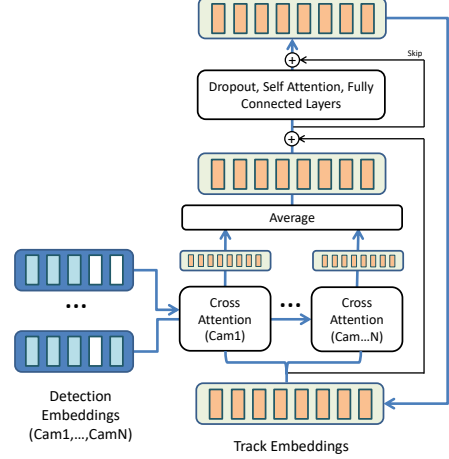 Skip
+
Dropout, Self Attention, Fully
Connected Layers
+
Average
...
Cross
Attention
(Cam1)
...
Cross
Attention
(Cam...N)
Detection
Embeddings
(Cam1,...,CamN)
Track Embeddings